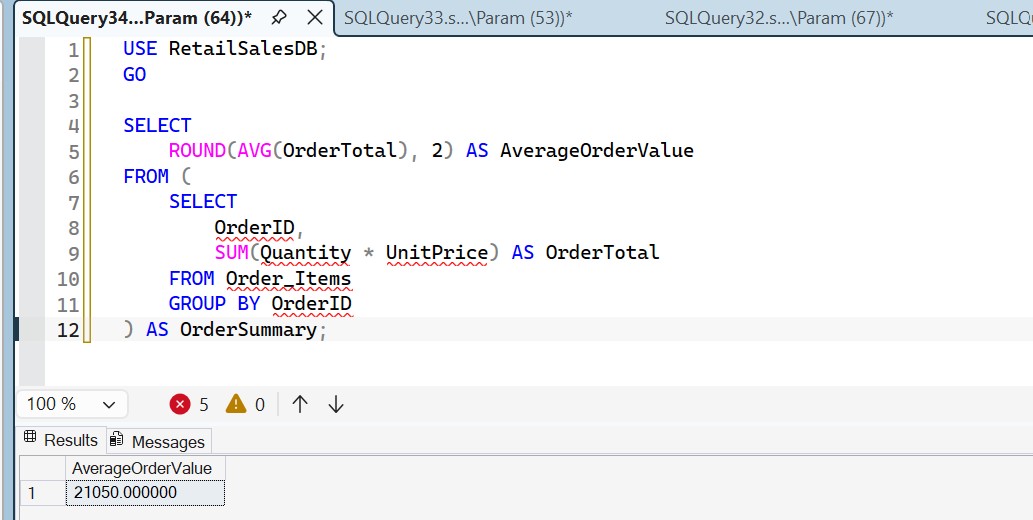 SQLQuery34...Param (64))* SQLQuery33.s...\Param (53))* SQLQuery32.s...\Param (67))* SQLQ
1 USE RetailSalesDB;
2 GO
3
4 SELECT
5 ROUND(AVG(OrderTotal), 2) AS AverageOrderValue
6 FROM (
7 SELECT
8 OrderID,
9 SUM(Quantity * UnitPrice) AS OrderTotal
10 FROM Order_Items
11 GROUP BY OrderID
12 ) AS OrderSummary;
100 % 5 0
Results Messages
AverageOrderValue
1 21050.000000